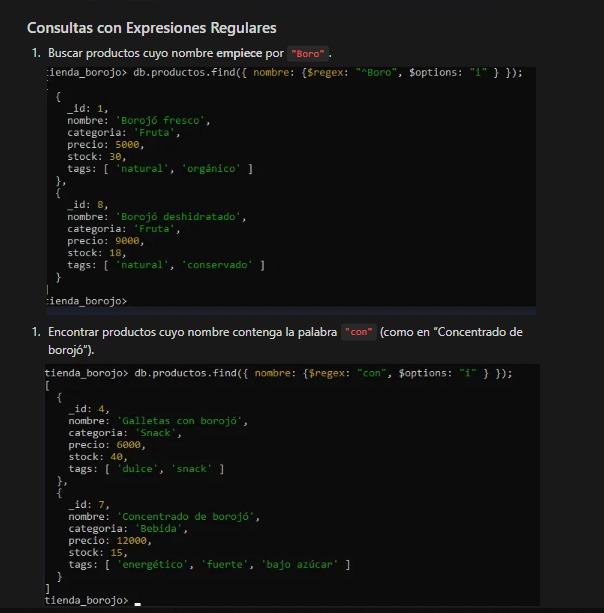 Consultas con Expresiones Regulares
1. Buscar productos cuyo nombre empiece por "Boro".
tienda_borojo> db.productos.find({ nombre: {$regex: "^Boro", $options: "i" } });
{
_id: 1,
nombre: 'Borojó fresco',
categoria: 'Fruta',
precio: 5000,
stock: 30,
tags: [ 'natural', 'orgánico' ]
},
{
_id: 8,
nombre: 'Borojó deshidratado',
categoria: 'Fruta',
precio: 9000,
stock: 18,
tags: [ 'natural', 'conservado' ]
}
]
tienda_borojo>
1. Encontrar productos cuyo nombre contenga la palabra "con" (como en "Concentrado de
borojó").
tienda_borojo> db.productos.find({ nombre: {$regex: "con", $options: "i" } });
[
{
_id: 4,
nombre: 'Galletas con borojó',
categoria: 'Snack',
precio: 6000,
stock: 40,
tags: [ 'dulce', 'snack' ]
},
{
_id: 7,
nombre: 'Concentrado de borojó',
categoria: 'Bebida',
precio: 12000,
stock: 15,
tags: [ 'energético', 'fuerte', 'bajo azúcar' ]
}
]
tienda_borojo>